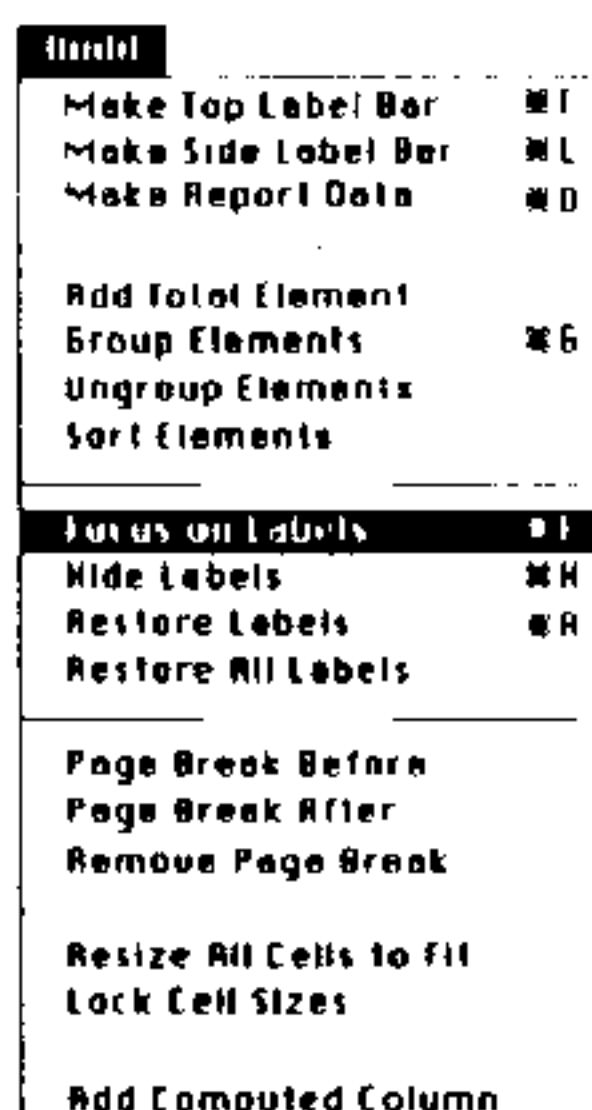 Make Top Label Bar ⌘T
Make Side Label Bar ⌘L
Make Report Data ⌘D
Add Total Element
Group Elements ⌘G
Ungroup Elements
Sort Elements
Focus on Labels ⌘F
Hide Labels ⌘H
Restore Labels ⌘R
Restore All Labels
Page Break Before
Page Break After
Remove Page Break
Resize All Cells to Fit
Lock Cell Sizes
Add Computed Column